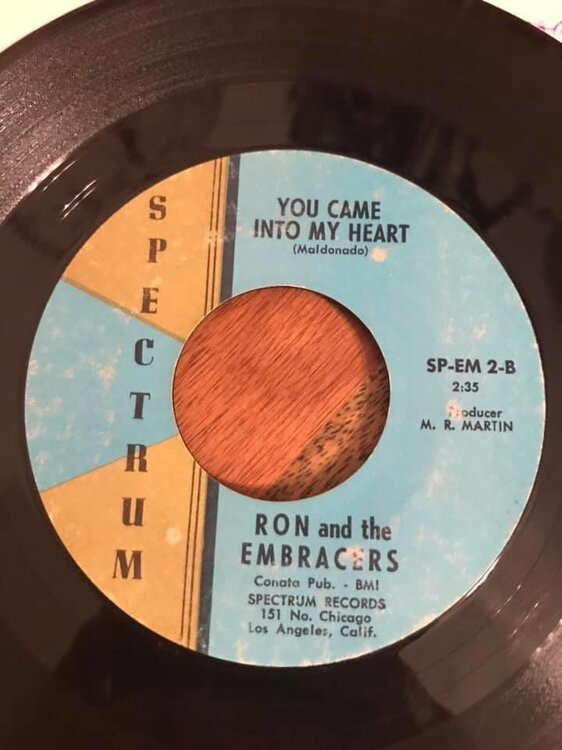 SPECTRUM
YOU CAME
INTO MY HEART
(Maldonado)
SP-EM 2-B
2:35
Producer
M. R. MARTIN
RON and the
EMBRACERS
Conata Pub. - BMI
SPECTRUM RECORDS
151 No. Chicago
Los Angeles, Calif.